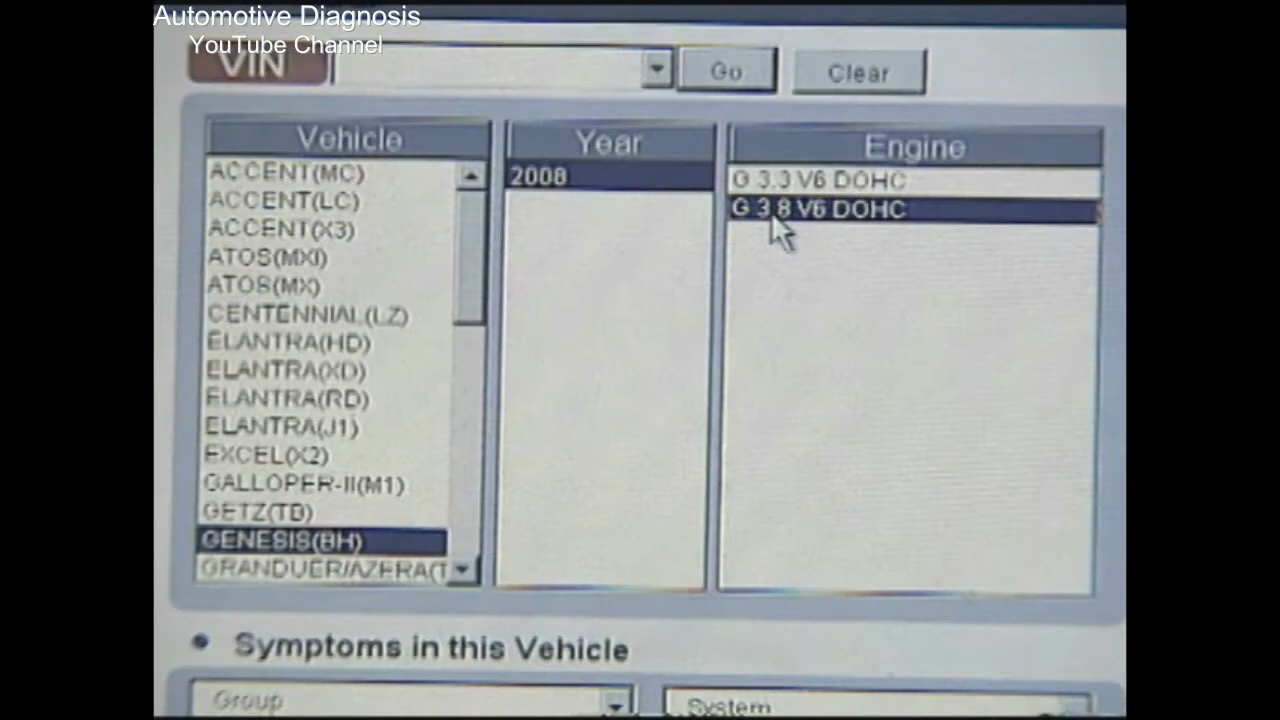 Automotive Diagnosis
YouTube Channel
VIN
Go
Clear
Vehicle
ACCENT(MC)
ACCENT(LC)
ACCENT(X3)
ATOS(MXI)
ATOS(MX)
CENTENNIAL(LZ)
ELANTRA(HD)
ELANTRA(XD)
ELANTRA(RD)
ELANTRA(J1)
EXCEL(X2)
GALLOPER-II(M1)
GETZ(TB)
GENESIS(BH)
GRANDUER/AZERA(T
Year
2008
Engine
G 3.3 V6 DOHC
G 3.8 V6 DOHC
Symptoms in this Vehicle
Group
System